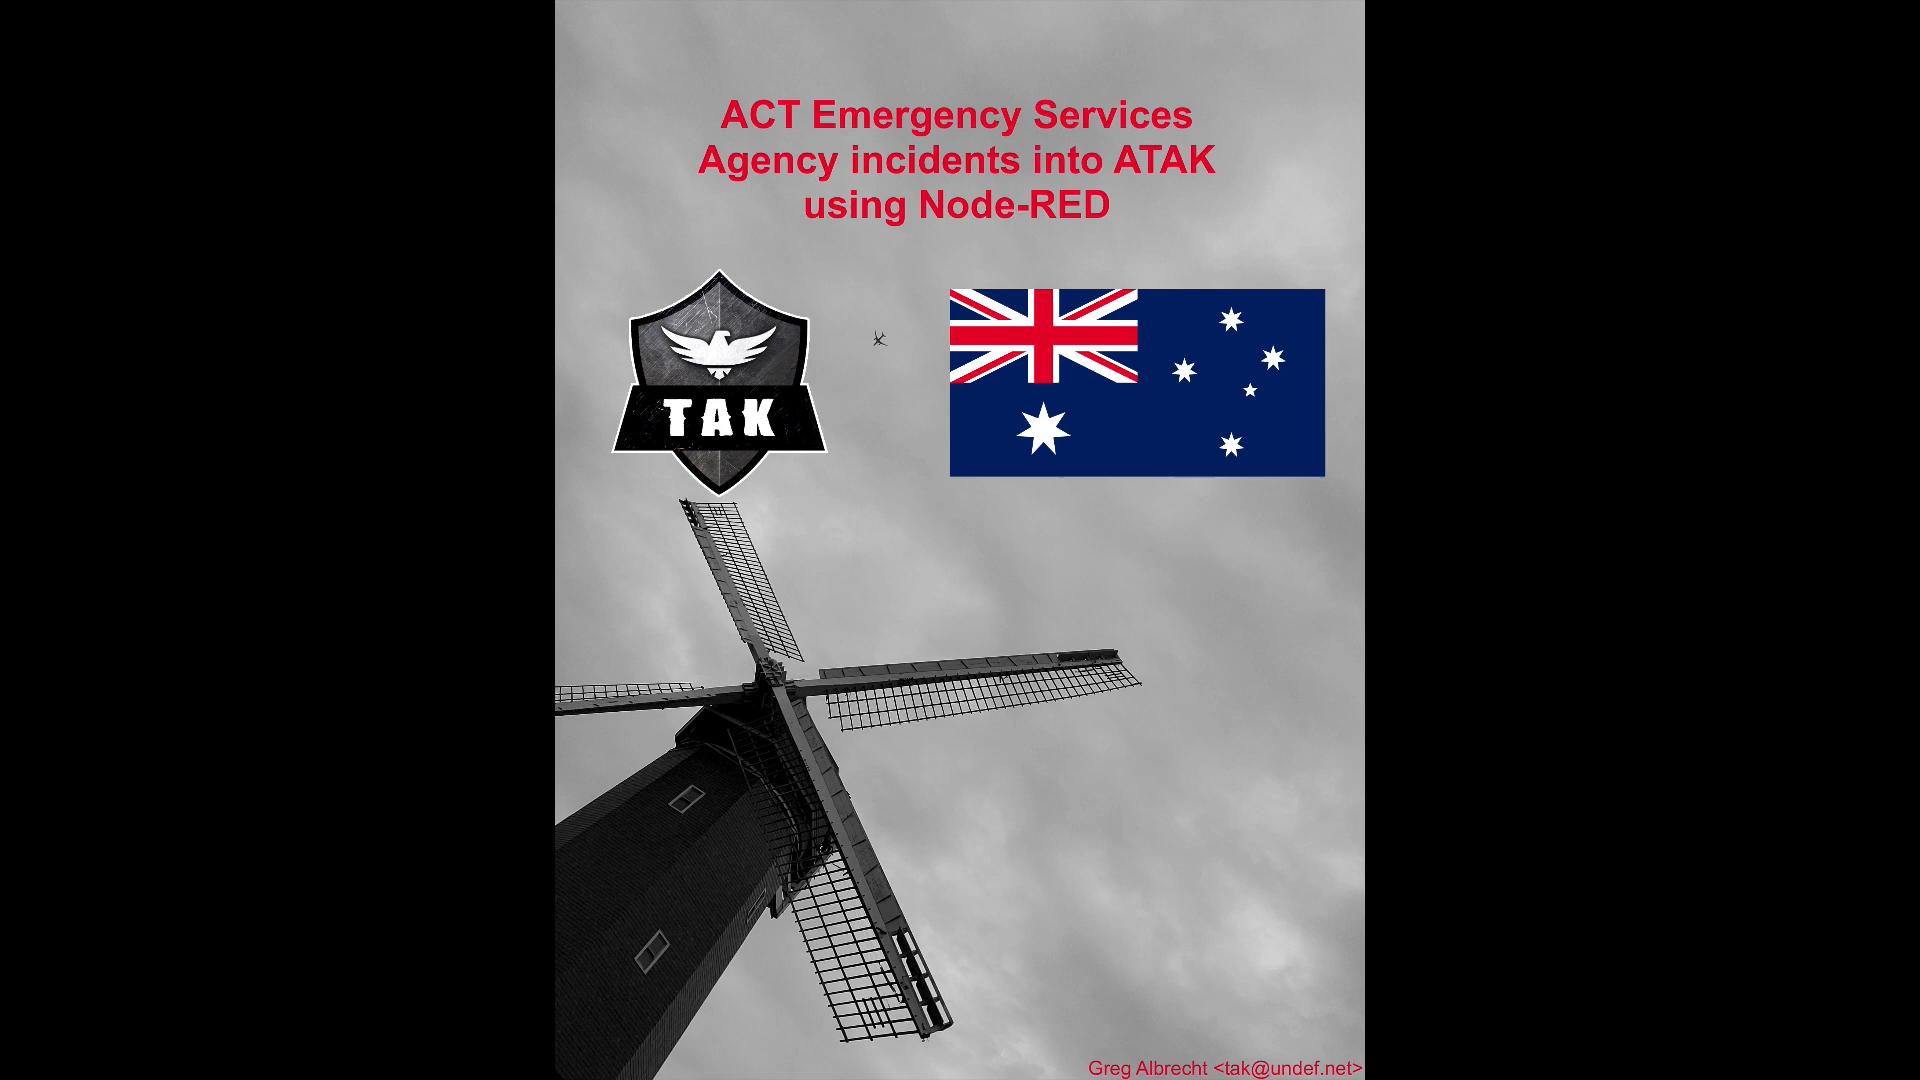 ACT Emergency Services
Agency incidents into ATAK
using Node-RED
TAK
Greg Albrecht <tak@undef.net>